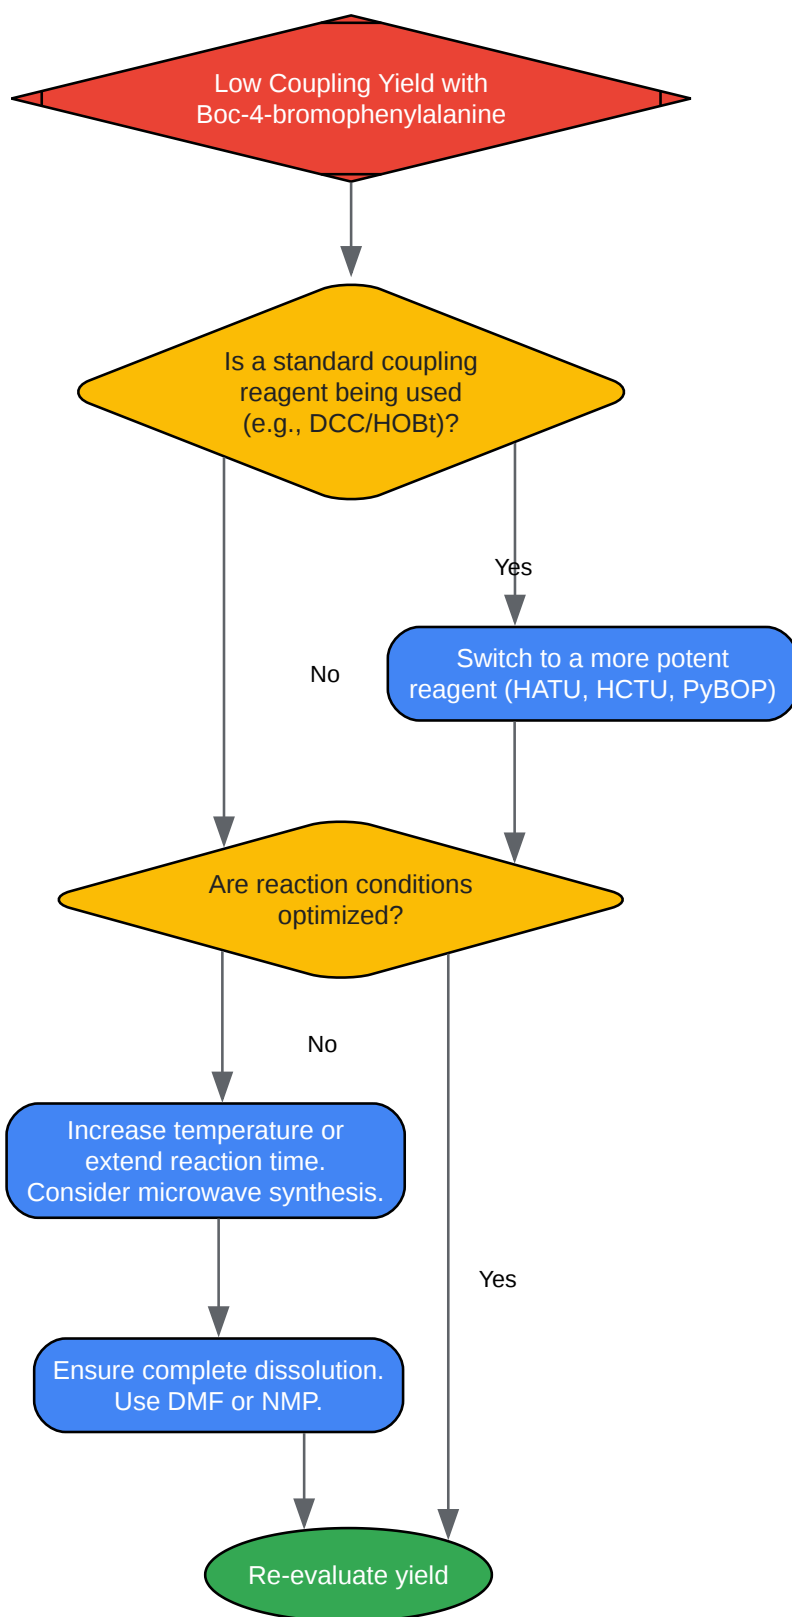 Low Coupling Yield with
Boc-4-bromophenylalanine
Is a standard coupling
reagent being used
(e.g., DCC/HOBt)?
Yes
Switch to a more potent
reagent (HATU, HCTU, PyBOP)
No
Are reaction conditions
optimized?
No
Increase temperature or
extend reaction time.
Consider microwave synthesis.
Yes
Ensure complete dissolution.
Use DMF or NMP.
Re-evaluate yield